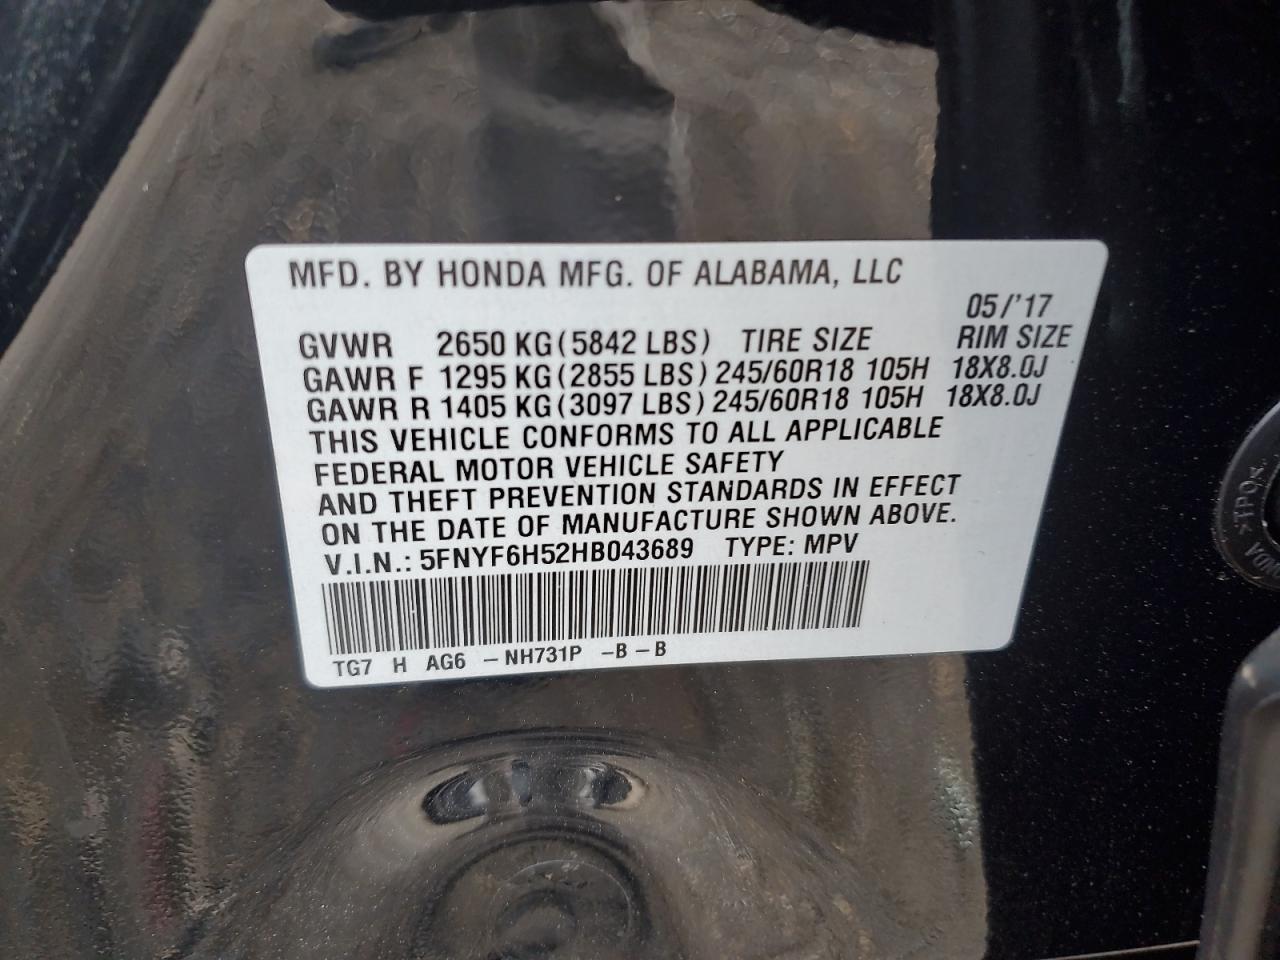 MFD. BY HONDA MFG. OF ALABAMA, LLC
05/'17
GVWR 2650 KG(5842 LBS) TIRE SIZE RIM SIZE
GAWR F 1295 KG(2855 LBS) 245/60R18 105H 18X8.0J
GAWR R 1405 KG(3097 LBS) 245/60R18 105H 18X8.0J
THIS VEHICLE CONFORMS TO ALL APPLICABLE
FEDERAL MOTOR VEHICLE SAFETY
AND THEFT PREVENTION STANDARDS IN EFFECT
ON THE DATE OF MANUFACTURE SHOWN ABOVE.
V.I.N.: 5FNYF6H52HB043689 TYPE: MPV
TG7 H AG6 -NH731P -B-B